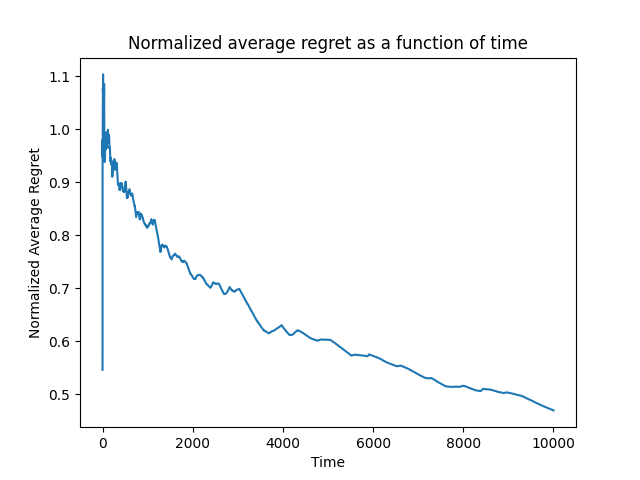 Normalized average regret as a function of time
Normalized Average Regret
1.1
1.0
0.9
0.8
0.7
0.6
0.5
0 2000 4000 6000 8000 10000
Time